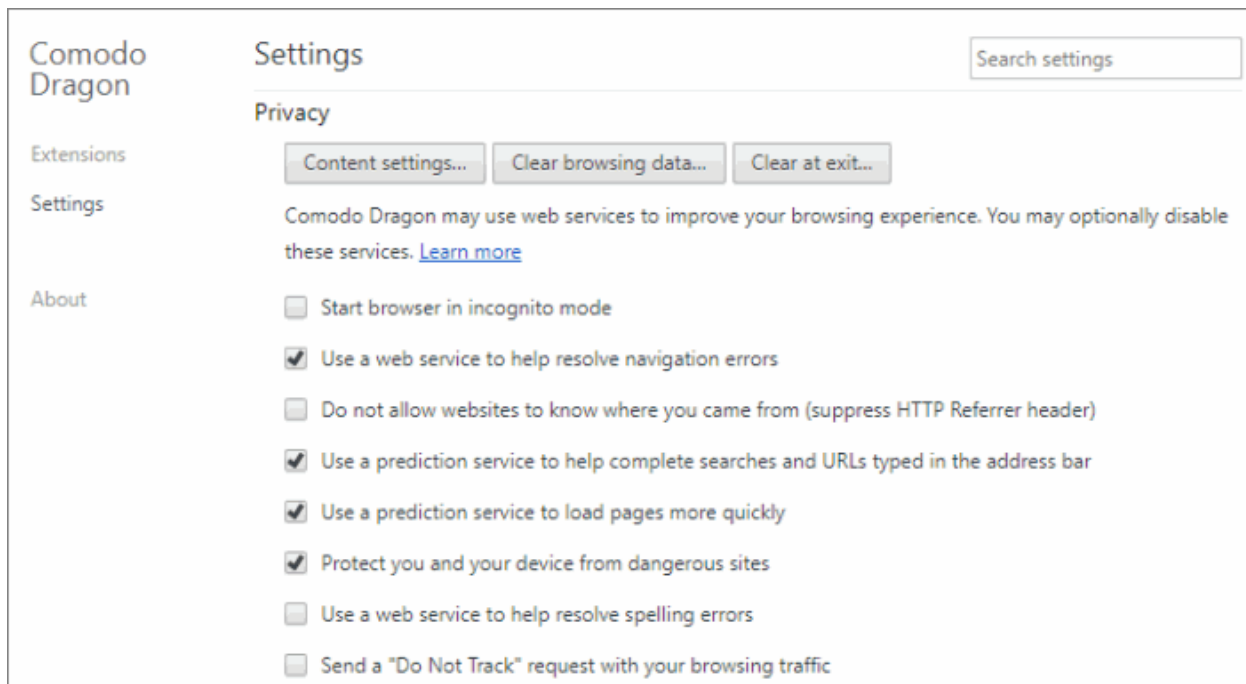 Comodo
Dragon
Settings
Search settings
Privacy
Extensions
Content settings...
Clear browsing data...
Clear at exit...
Settings
Comodo Dragon may use web services to improve your browsing experience. You may optionally disable
these services. Learn more
About
Start browser in incognito mode
Use a web service to help resolve navigation errors
Do not allow websites to know where you came from (suppress HTTP Referrer header)
Use a prediction service to help complete searches and URLs typed in the address bar
Use a prediction service to load pages more quickly
Protect you and your device from dangerous sites
Use a web service to help resolve spelling errors
Send a "Do Not Track" request with your browsing traffic